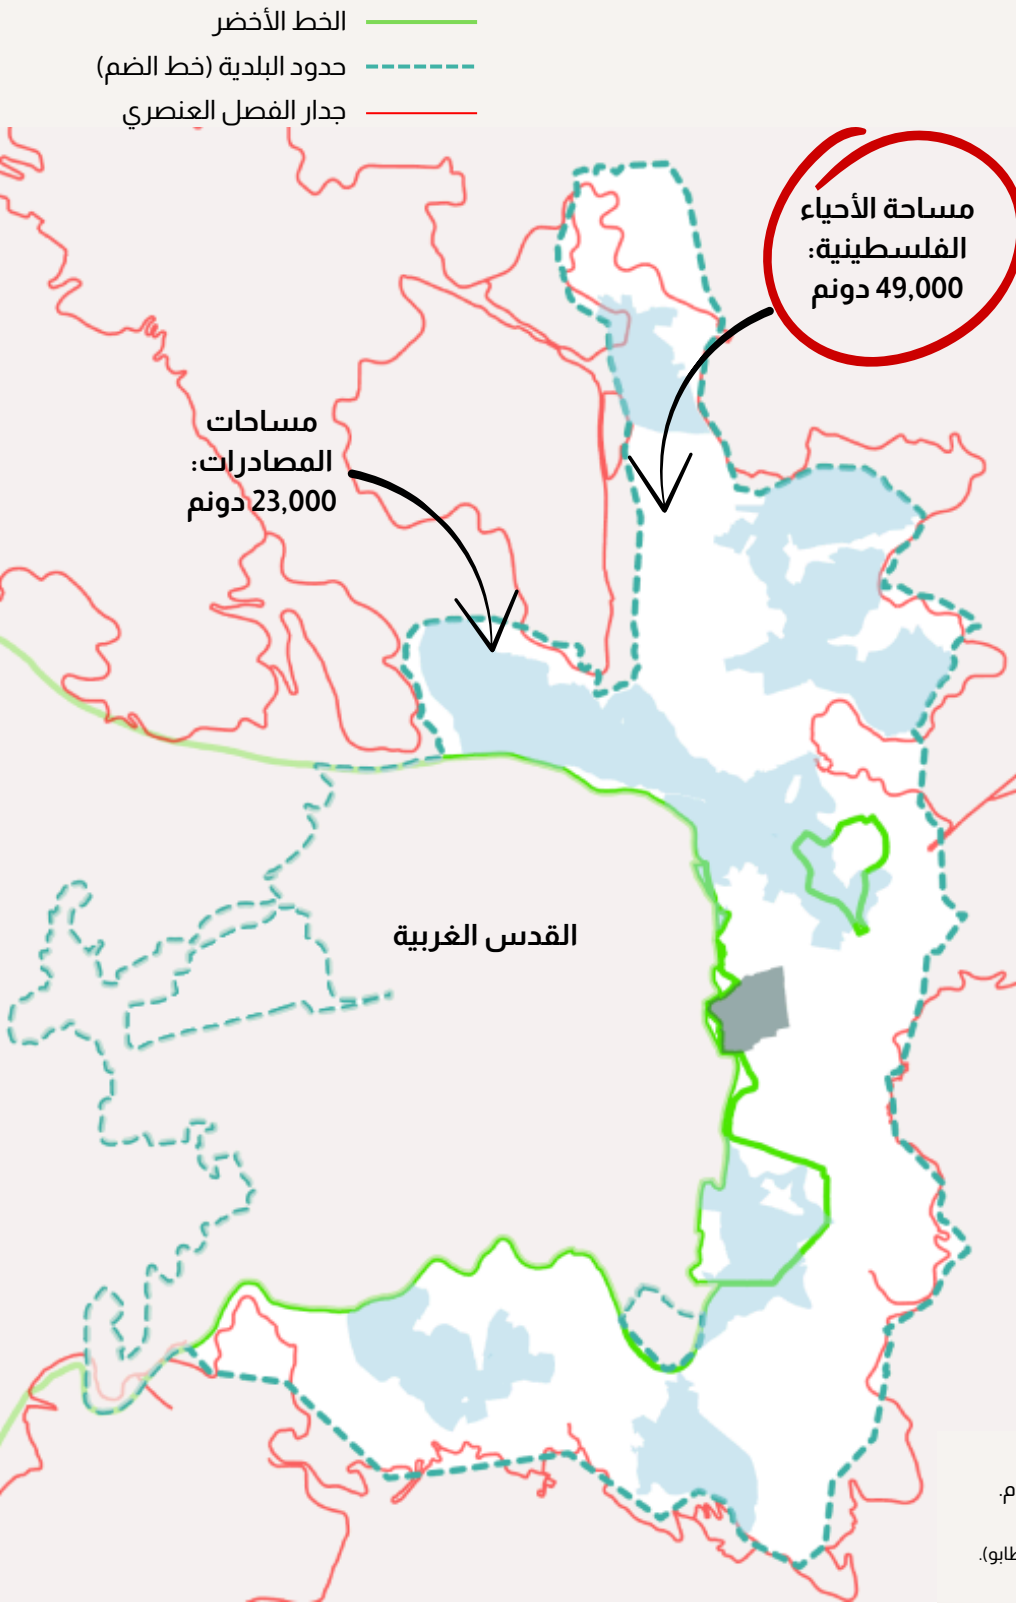 الخط الأخضر
حدود البلدية (خط الضم)
جدار الفصل العنصري
مساحة الأحياء
الفلسطينية:
49,000 دونم
مساحات
المصادرات:
23,000 دونم
القدس الغربية